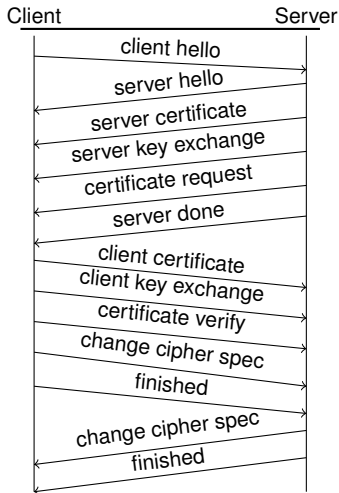 Client Server
client hello
server hello
server certificate
server key exchange
certificate request
server done
client certificate
client key exchange
certificate verify
change cipher spec
finished
change cipher spec
finished